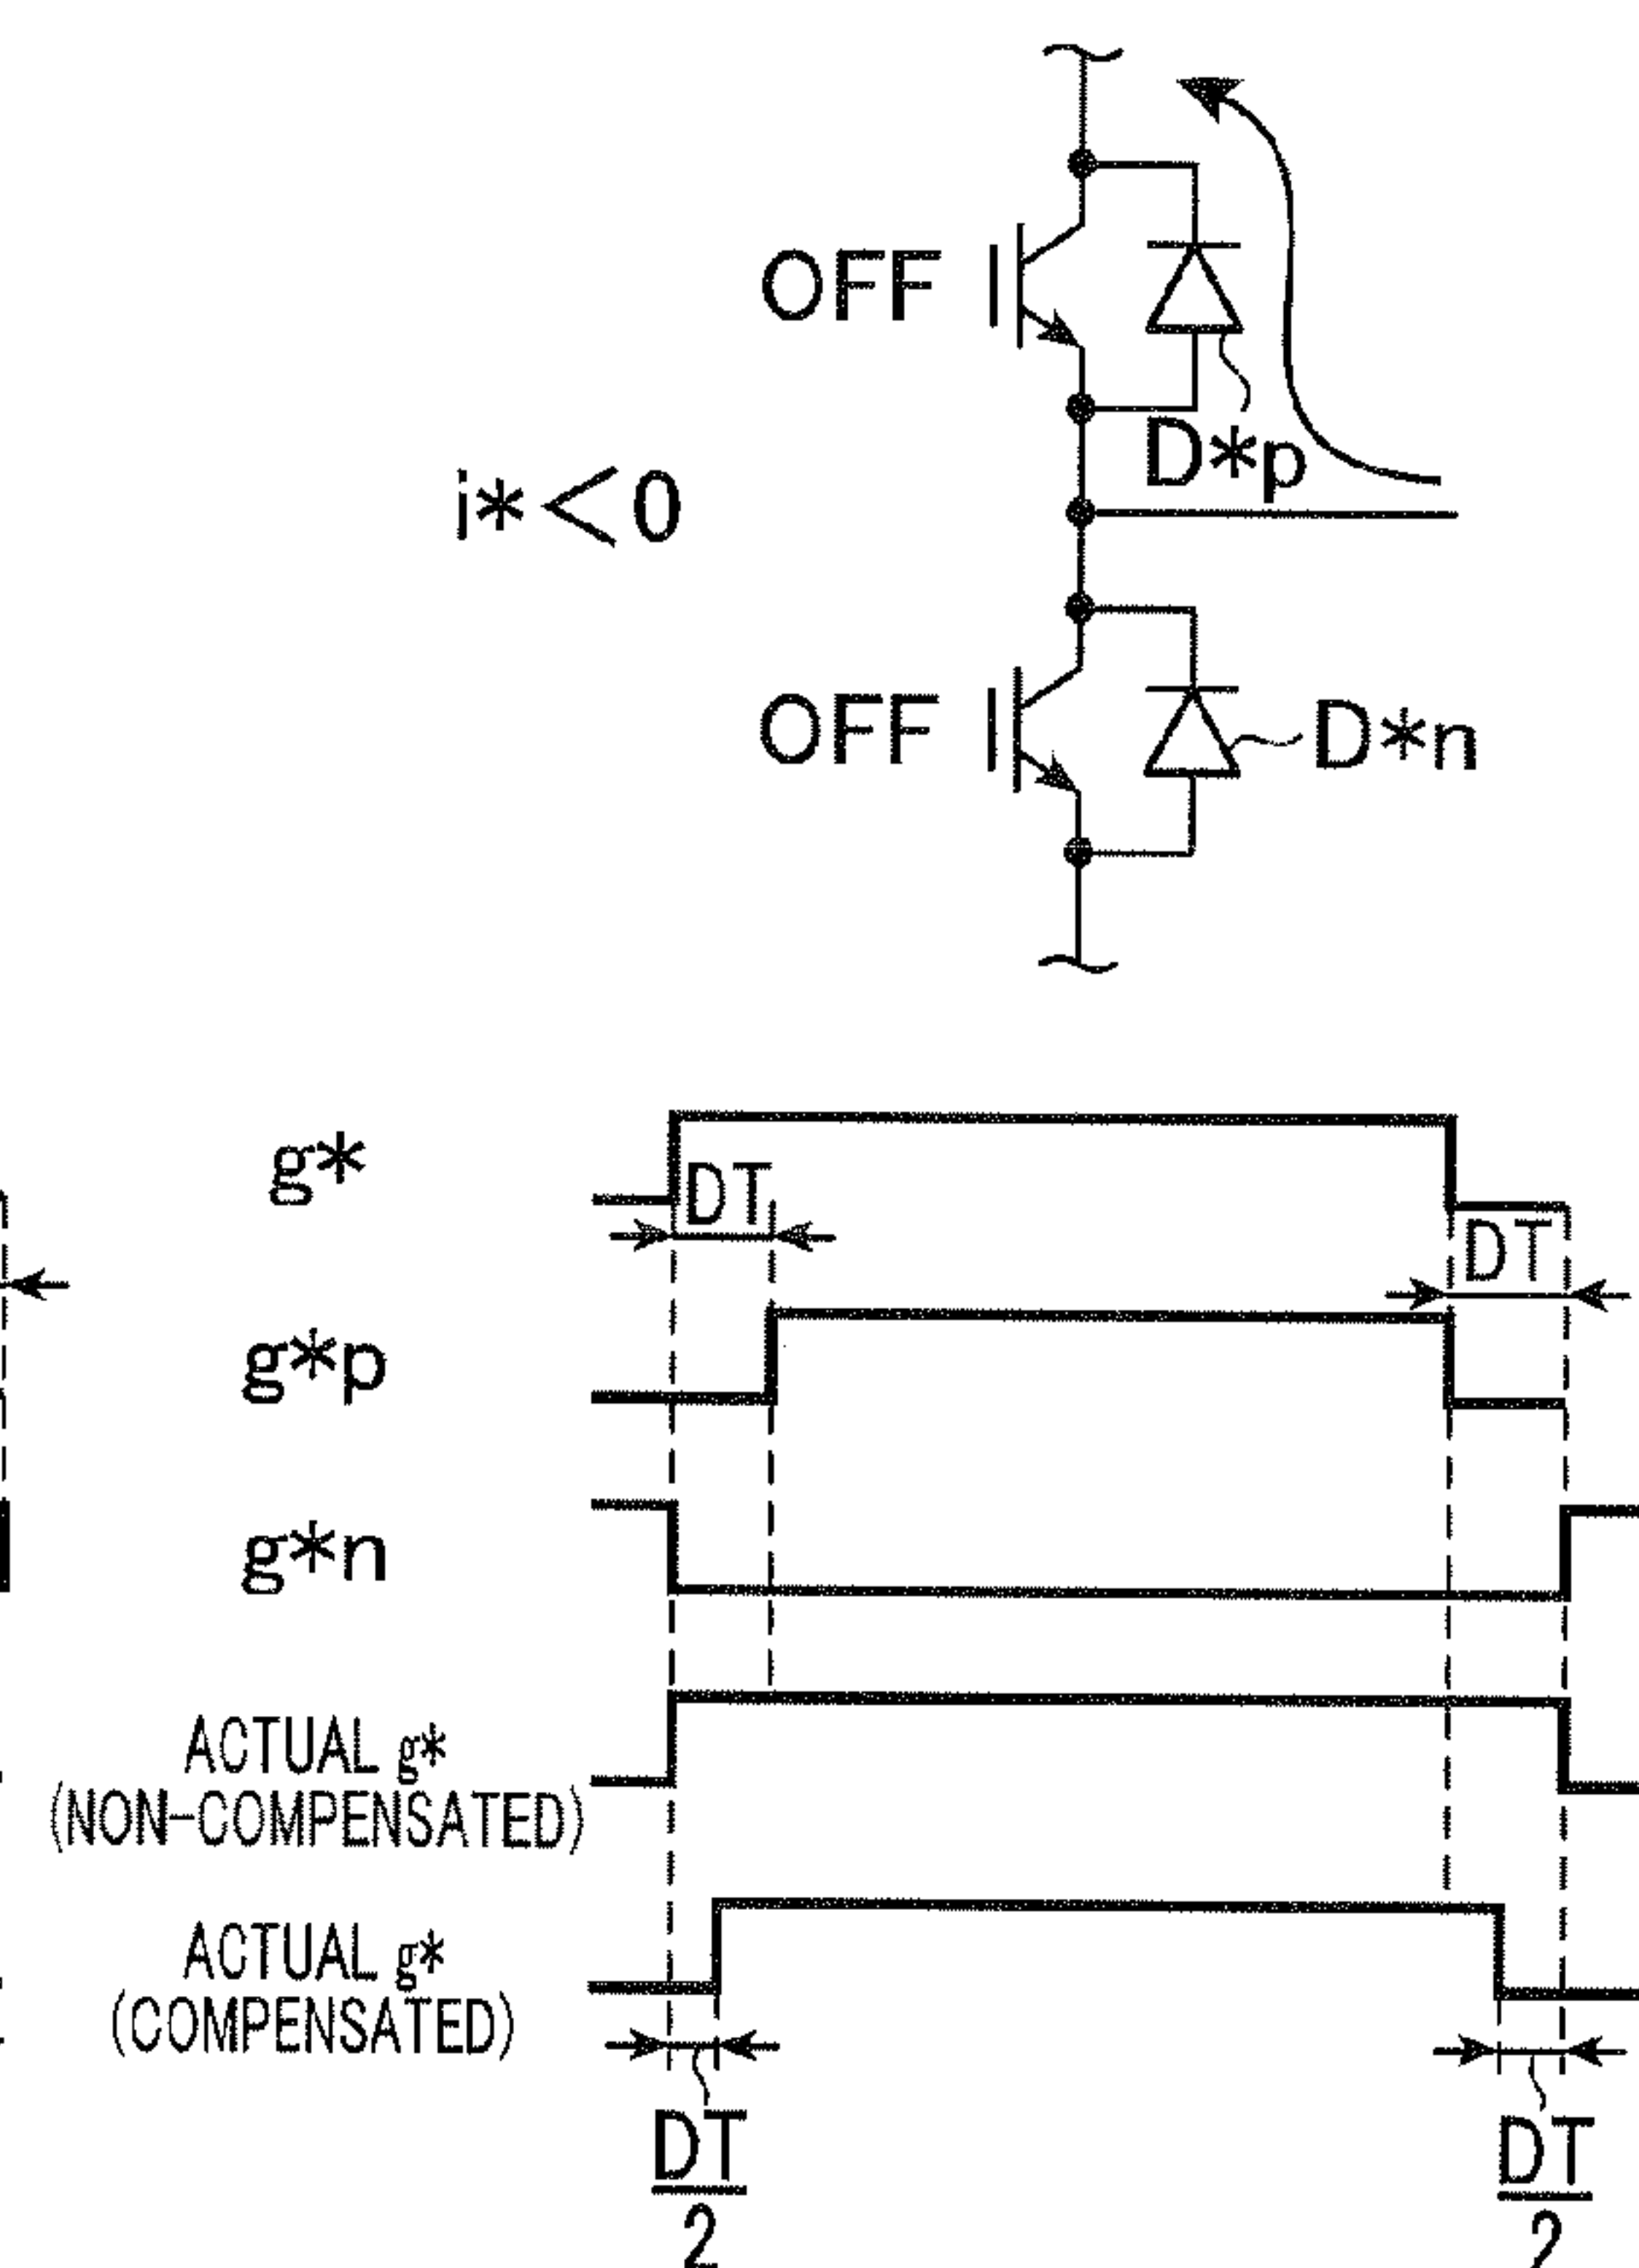 OFF
D*p
i*<0
OFF
D*n
g*
DT
DT
g*p
g*n
ACTUAL g*
(NON-COMPENSATED)
ACTUAL g*
(COMPENSATED)
DT
2
DT
2